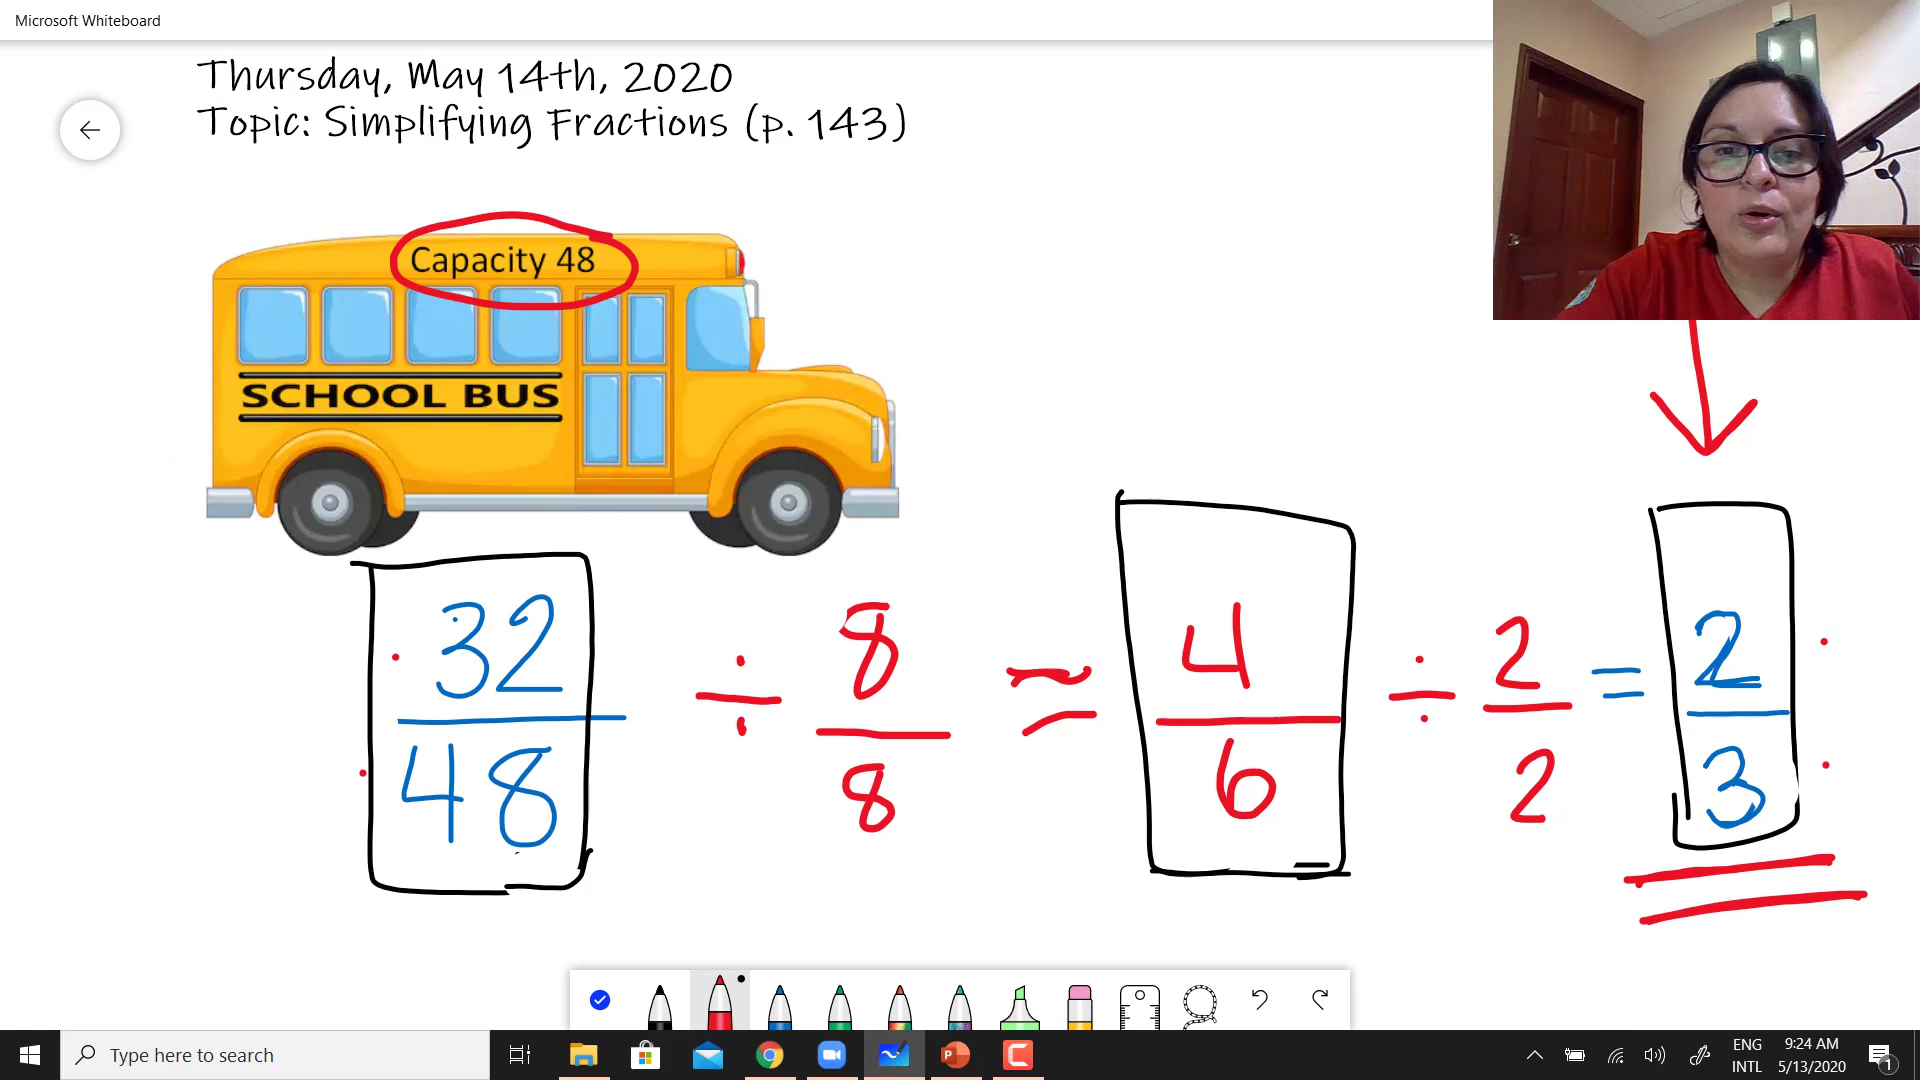 Microsoft Whiteboard
Thursday, May 14th, 2020
Topic: Simplifying Fractions (p. 143)
Capacity 48
SCHOOL BUS
32 ÷ 8 = 4 ÷ 2 = 2
48 8 6 2 3
Type here to search
ENG 9:24 AM
INTL 5/13/2020
1